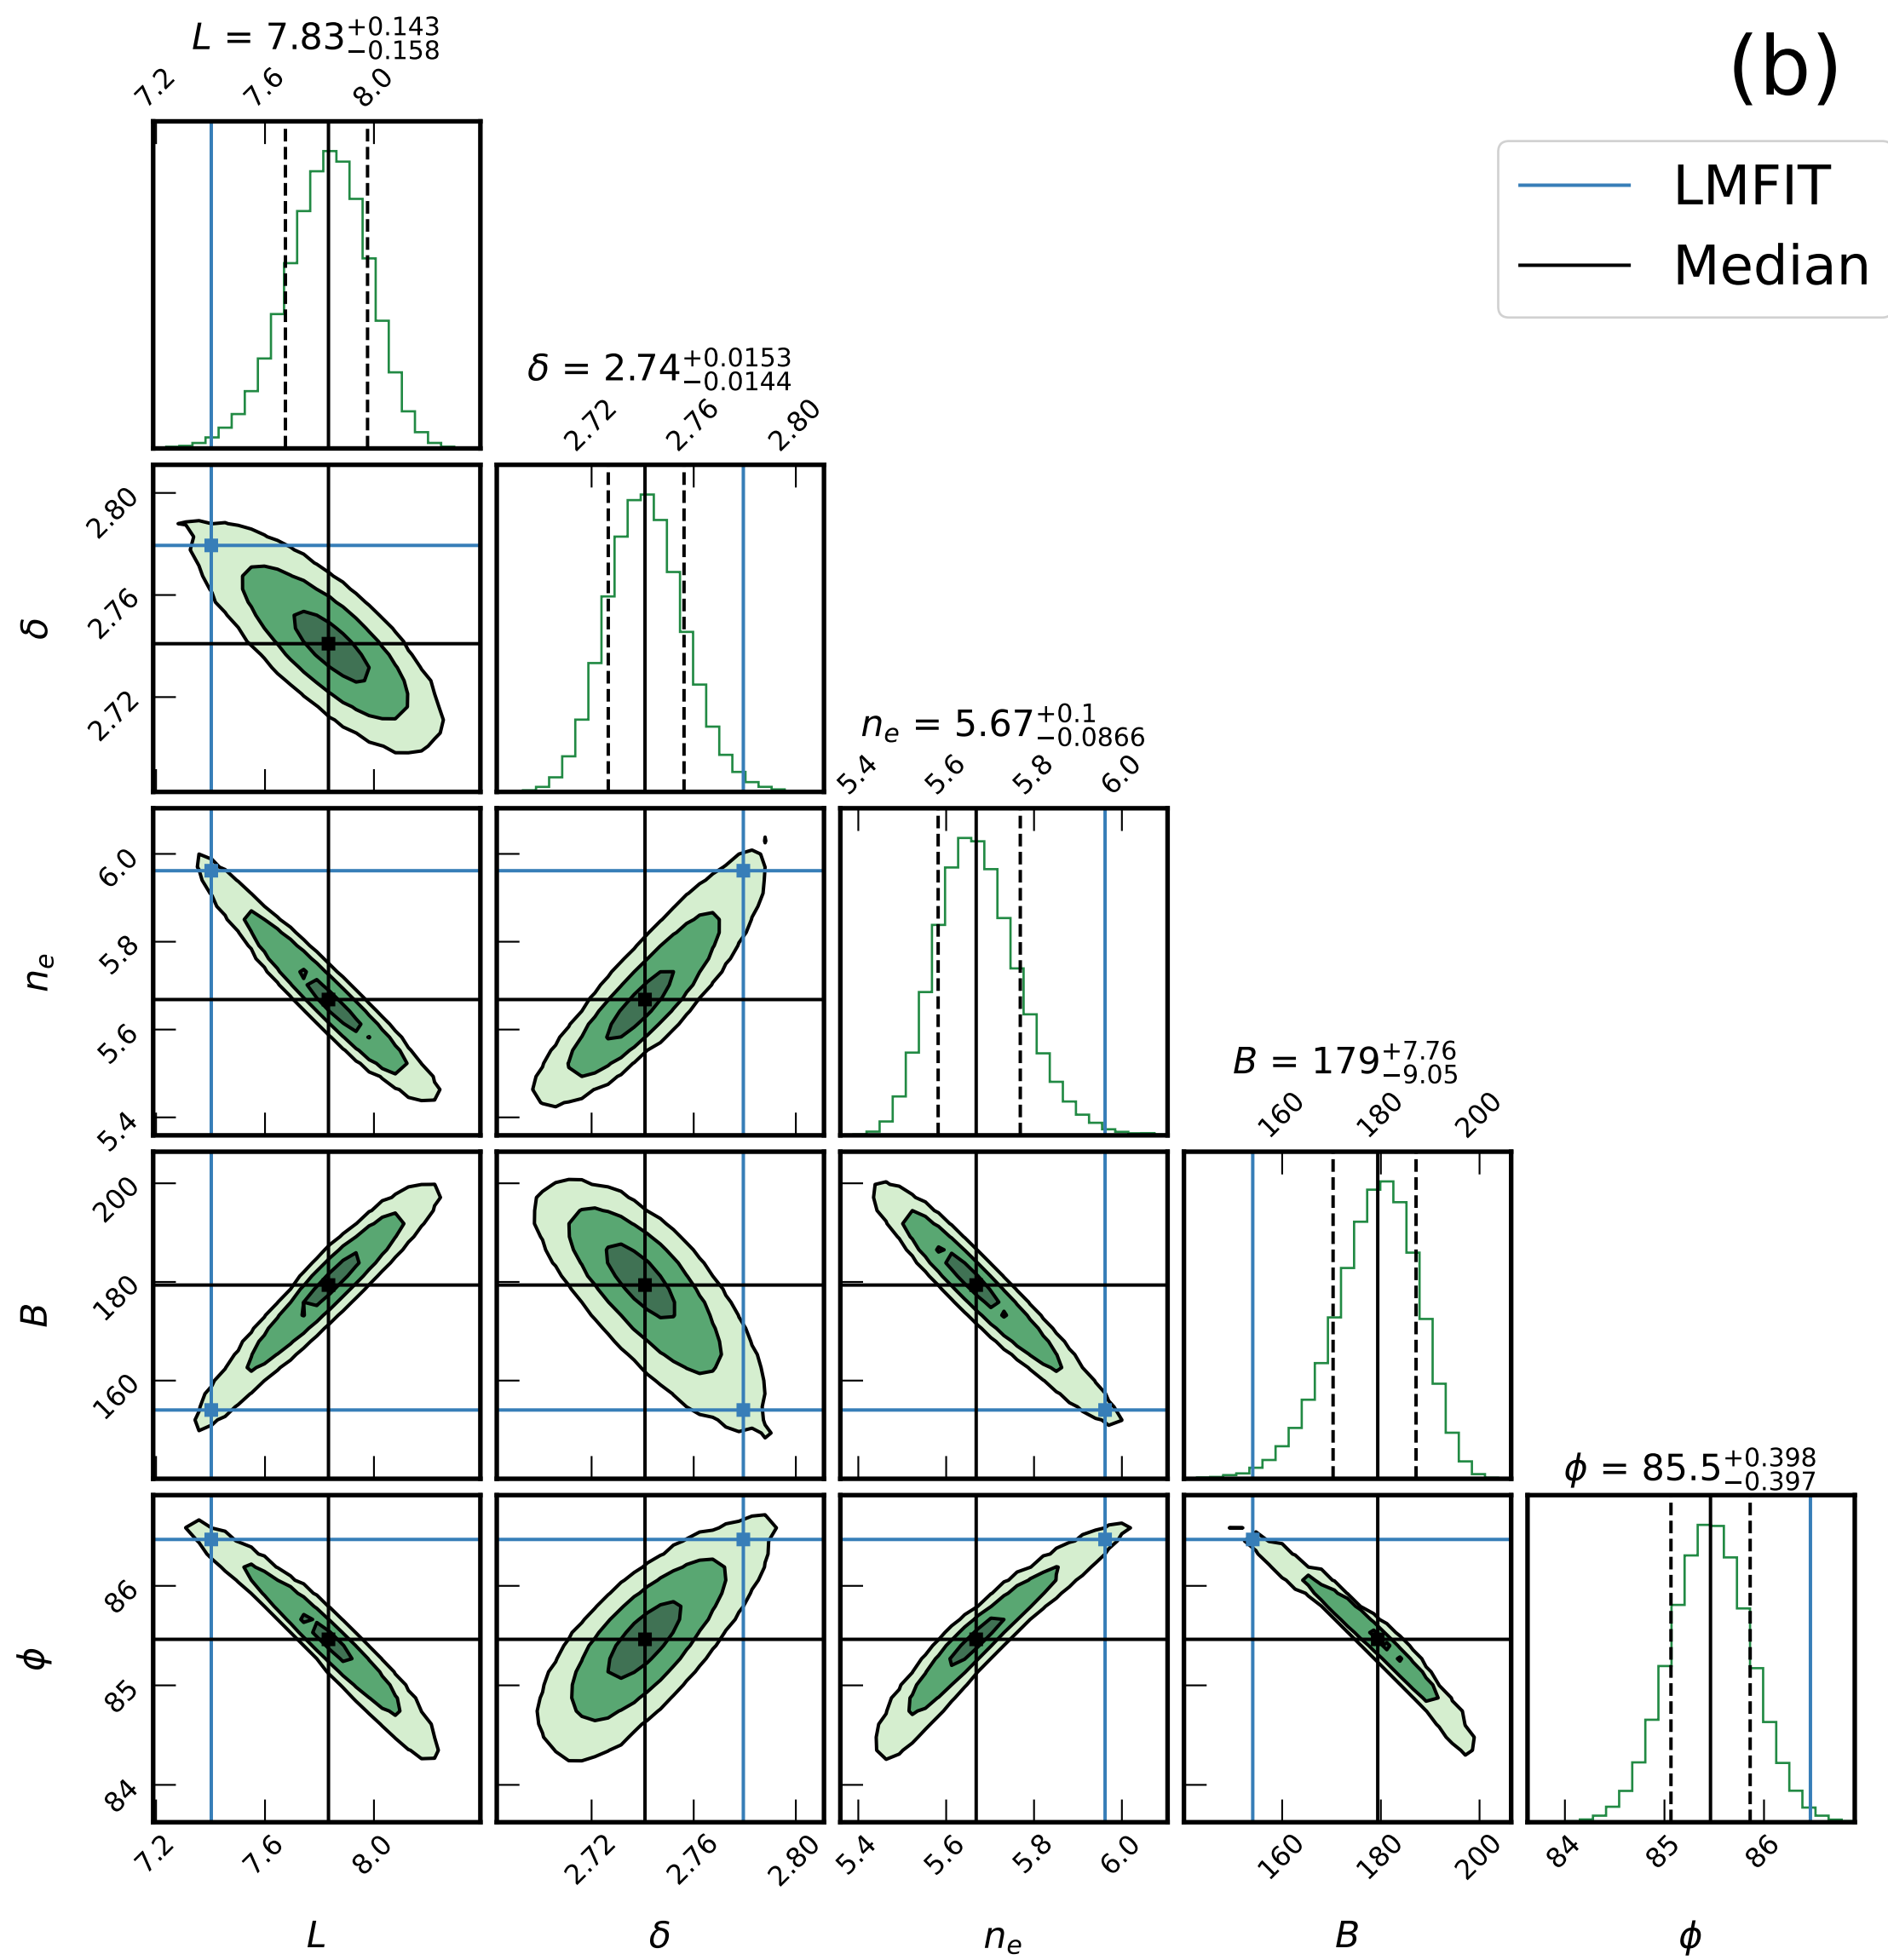 (b)
LMFIT
Median
L = 7.83 +0.143 −0.158
7.2 7.6 8.0
δ = 2.74 +0.0153 −0.0144
2.72 2.76 2.80
δ
2.80
2.76
2.72
n_e = 5.67 +0.1 −0.0866
5.4 5.6 5.8 6.0
n_e
6.0
5.8
5.6
5.4
B = 179 +7.76 −9.05
160 180 200
B
200
180
160
ϕ = 85.5 +0.398 −0.397
ϕ
86
85
84
7.2 7.6 8.0 2.72 2.76 2.80 5.4 5.6 5.8 6.0 160 180 200 84 85 86
L δ n_e B ϕ